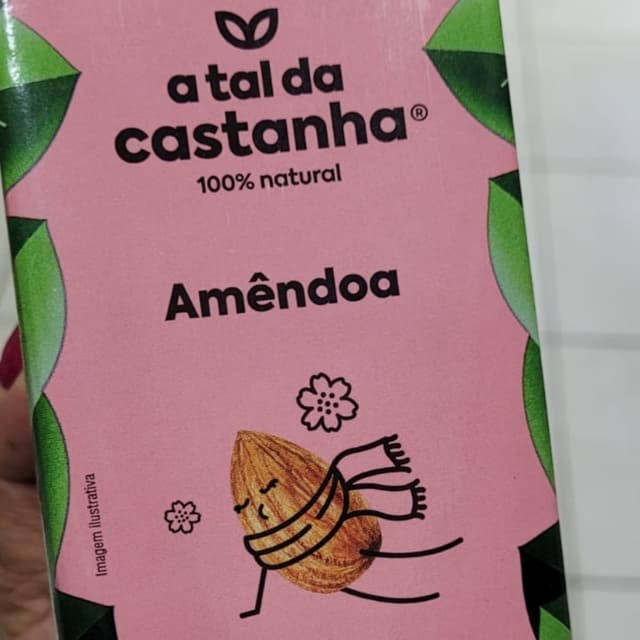 a tal da
castanha®
100% natural
Amêndoa
Imagem ilustrativa